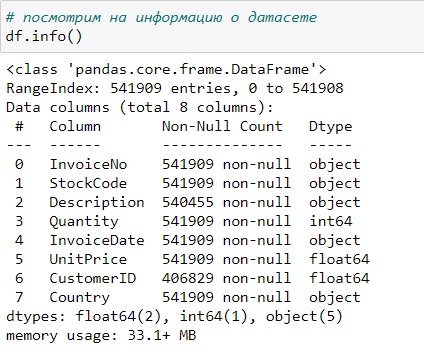 # посмотрим на информацию о датасете
df.info()
<class 'pandas.core.frame.DataFrame'>
RangeIndex: 541909 entries, 0 to 541908
Data columns (total 8 columns):
 #   Column       Non-Null Count   Dtype
---  ------       --------------   -----
 0   InvoiceNo    541909 non-null  object
 1   StockCode    541909 non-null  object
 2   Description  540455 non-null  object
 3   Quantity     541909 non-null  int64
 4   InvoiceDate  541909 non-null  object
 5   UnitPrice    541909 non-null  float64
 6   CustomerID   406829 non-null  float64
 7   Country      541909 non-null  object
dtypes: float64(2), int64(1), object(5)
memory usage: 33.1+ MB